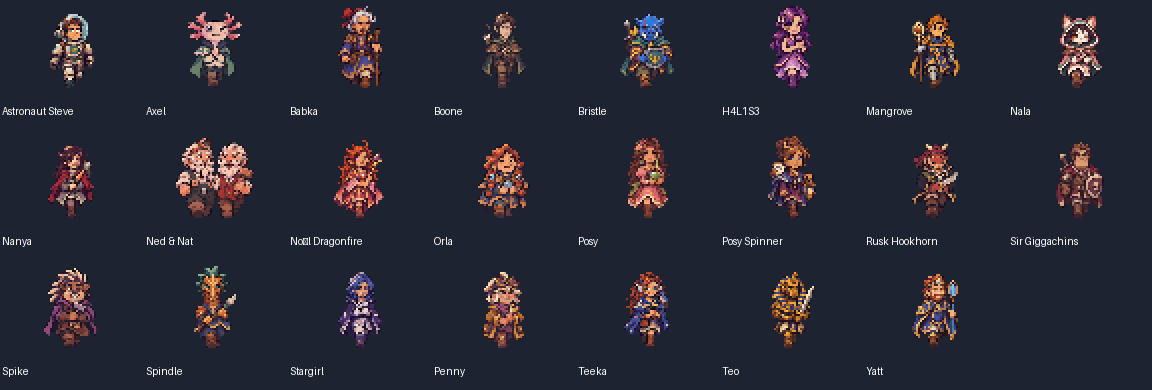 Astronaut Steve
Axel
Babka
Boone
Bristle
H4L1S3
Mangrove
Nala
Nanya
Ned & Nat
Orla
Posy
Posy Spinner
Rusk Hookhorn
Sir Giggachins
Spike
Spindle
Stargirl
Penny
Teeka
Teo
Yatt